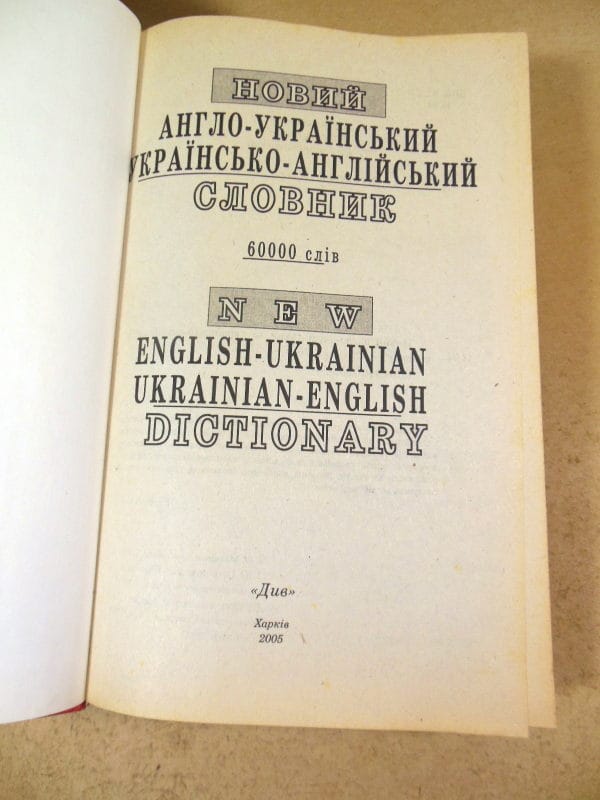 НОВИЙ
АНГЛО-УКРАЇНСЬКИЙ
УКРАЇНСЬКО-АНГЛІЙСЬКИЙ
СЛОВНИК
60000 слів
NEW
ENGLISH-UKRAINIAN
UKRAINIAN-ENGLISH
DICTIONARY
«Див»
Харків
2005